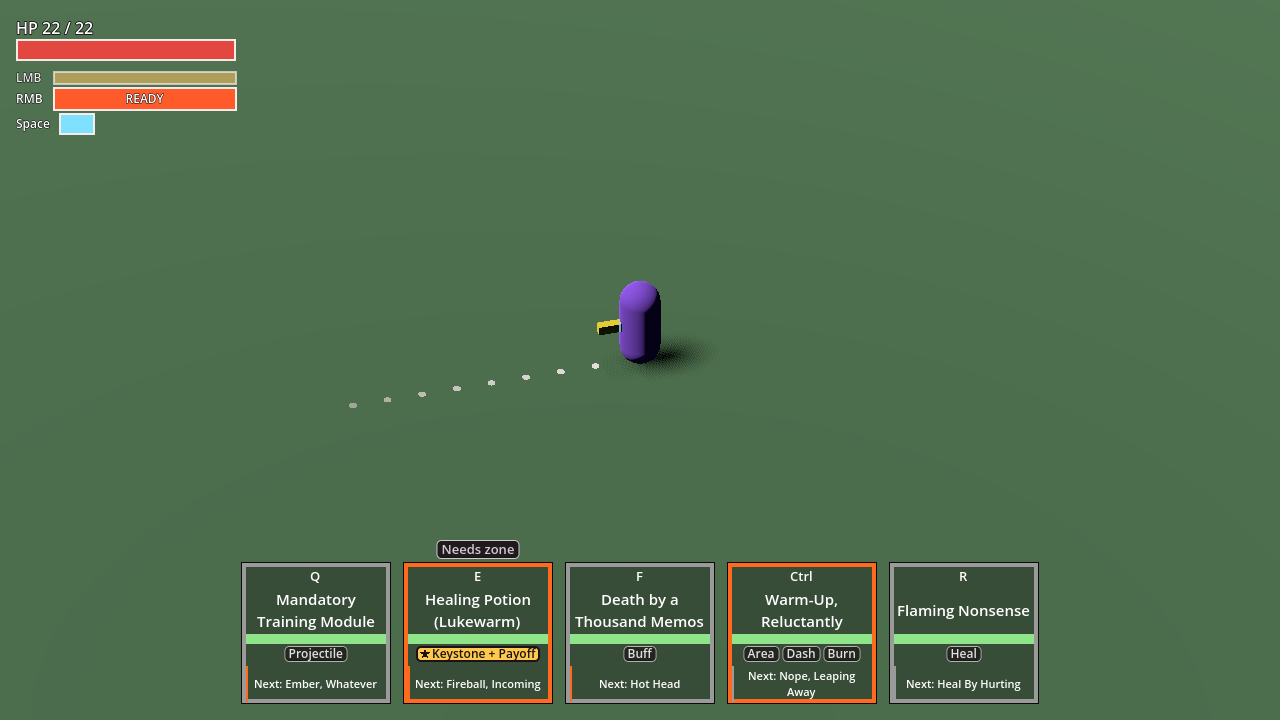 HP 22 / 22
LMB
RMB
READY
Space
Needs zone
Q
Mandatory
Training Module
Projectile
Next: Ember, Whatever
E
Healing Potion
(Lukewarm)
★ Keystone + Payoff
Next: Fireball, Incoming
F
Death by a
Thousand Memos
Buff
Next: Hot Head
Ctrl
Warm-Up,
Reluctantly
Area Dash Burn
Next: Nope, Leaping
Away
R
Flaming Nonsense
Heal
Next: Heal By Hurting